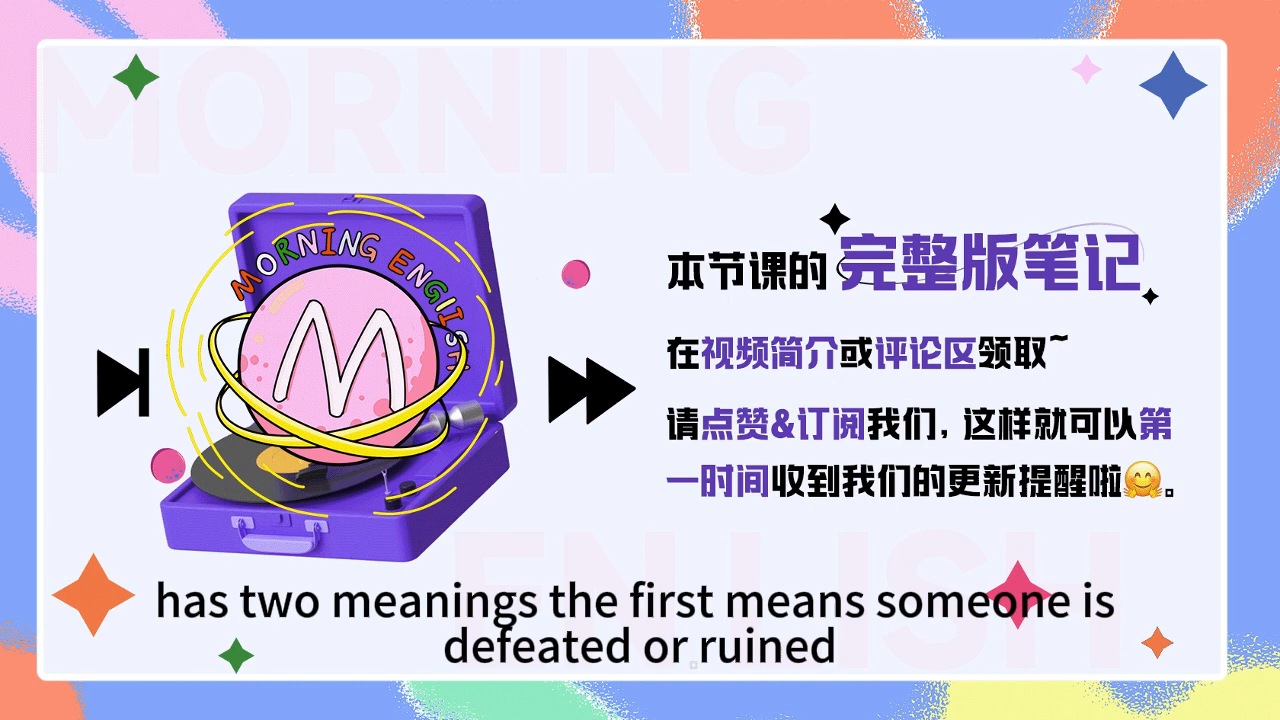 MORNING
MORNING ENGLISH
M
本节课的 完整版笔记
在视频简介或评论区领取~
请点赞&订阅我们,这样就可以第
一时间收到我们的更新提醒啦🤗。
ENGLISH
has two meanings the first means someone is
defeated or ruined